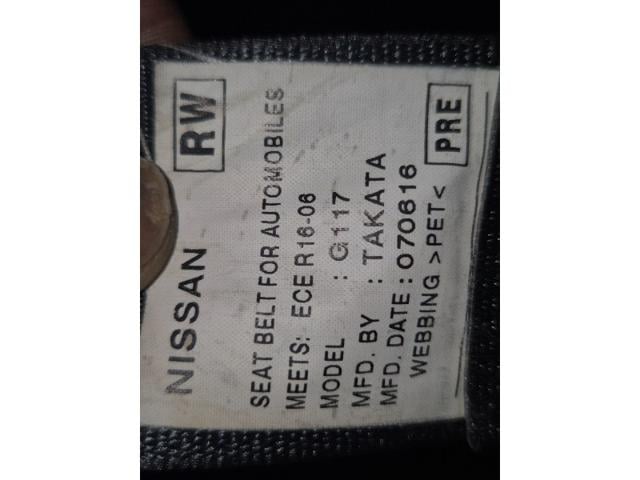 NISSAN RW
SEAT BELT FOR AUTOMOBILES
MEETS: ECE R16-06
MODEL : G117
MFD. BY : TAKATA
MFD. DATE : 070616
WEBBING >PET< PRE